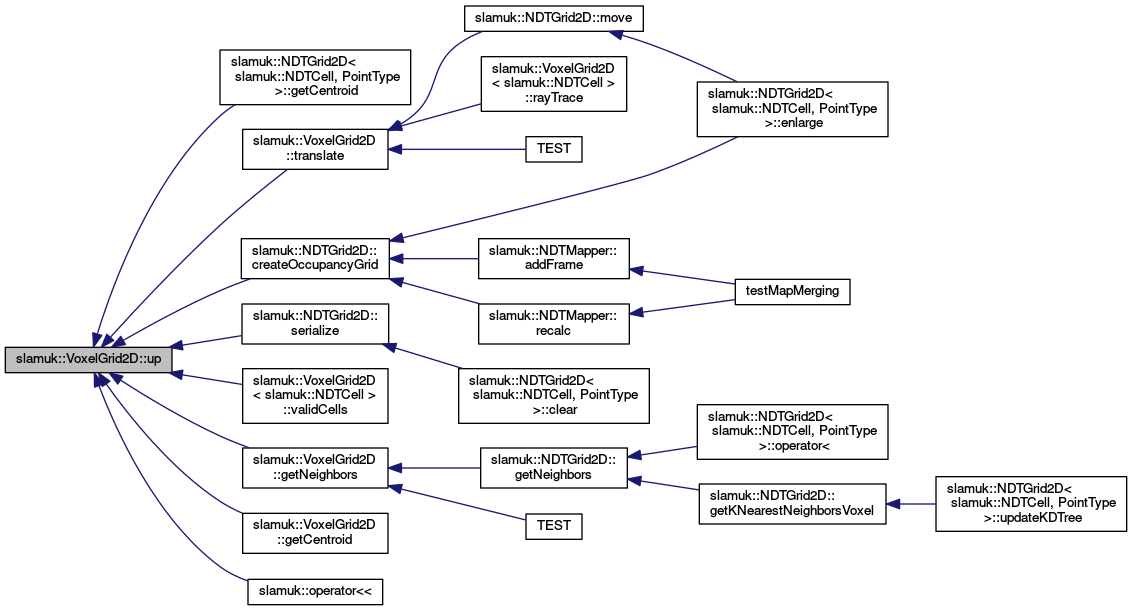 slamuk::NDTGrid2D::move
slamuk::NDTGrid2D<
slamuk::NDTCell, PointType
>::getCentroid
slamuk::VoxelGrid2D
< slamuk::NDTCell >
::rayTrace
slamuk::NDTGrid2D<
slamuk::NDTCell, PointType
>::enlarge
slamuk::VoxelGrid2D
::translate
TEST
slamuk::NDTGrid2D::
createOccupancyGrid
slamuk::NDTMapper::
addFrame
testMapMerging
slamuk::NDTGrid2D::
serialize
slamuk::NDTMapper::
recalc
slamuk::VoxelGrid2D::up
slamuk::VoxelGrid2D
< slamuk::NDTCell >
::validCells
slamuk::NDTGrid2D<
slamuk::NDTCell, PointType
>::clear
slamuk::NDTGrid2D<
slamuk::NDTCell, PointType
>::operator<
slamuk::VoxelGrid2D
::getNeighbors
slamuk::NDTGrid2D::
getNeighbors
slamuk::NDTGrid2D::
getKNearestNeighborsVoxel
slamuk::NDTGrid2D<
slamuk::NDTCell, PointType
>::updateKDTree
TEST
slamuk::VoxelGrid2D
::getCentroid
slamuk::operator<<